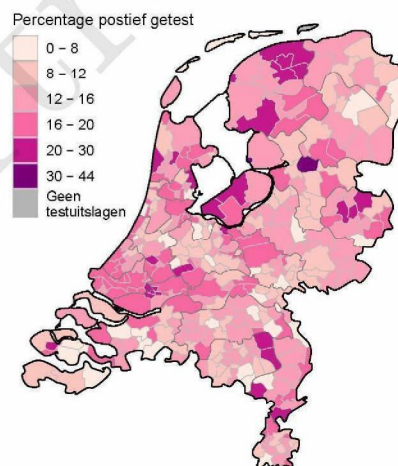 Percentage postief getest
0 – 8
8 – 12
12 – 16
16 – 20
20 – 30
30 – 44
Geen
testuitslagen